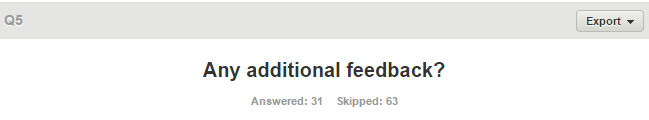 Q5
Export
Any additional feedback?
Answered: 31 Skipped: 63